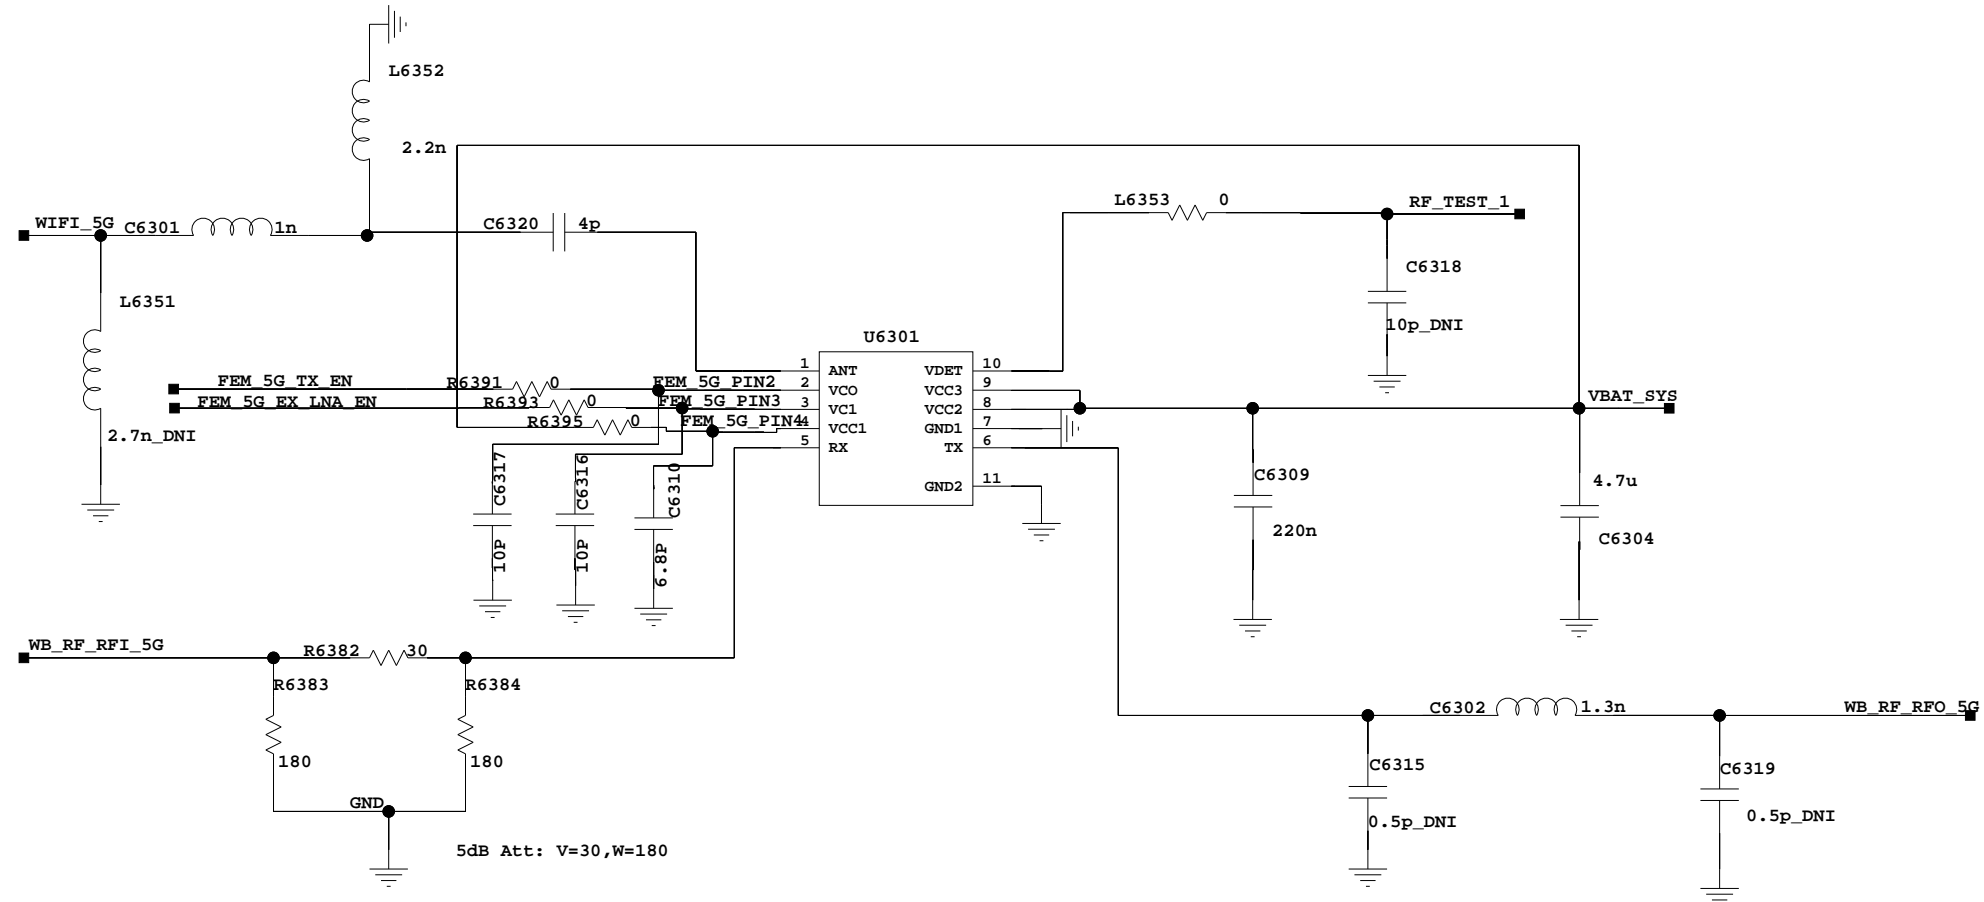 L6352
2.2n
L6353 0 RF_TEST_1
WIFI_5G C6301 1n C6320 4p
C6318
L6351
10p_DNI
U6301
1 ANT VDET 10
FEM_5G_TX_EN R6391 0 FEM_5G_PIN2 2 VCO VCC3 9
FEM_5G_EX_LNA_EN R6393 0 FEM_5G_PIN3 3 VC1 VCC2 8 VBAT_SYS
R6395 0 FEM_5G_PIN4 4 VCC1 GND1 7
2.7n_DNI
5 RX TX 6
C6317 C6316 C6310
GND2 11
C6309
4.7u
220n
C6304
10P 10P 6.8P
WB_RF_RFI_5G R6382 30
R6383 R6384
180 180
C6302 1.3n WB_RF_RFO_5G
C6315 C6319
GND
0.5p_DNI 0.5p_DNI
5dB Att: V=30,W=180